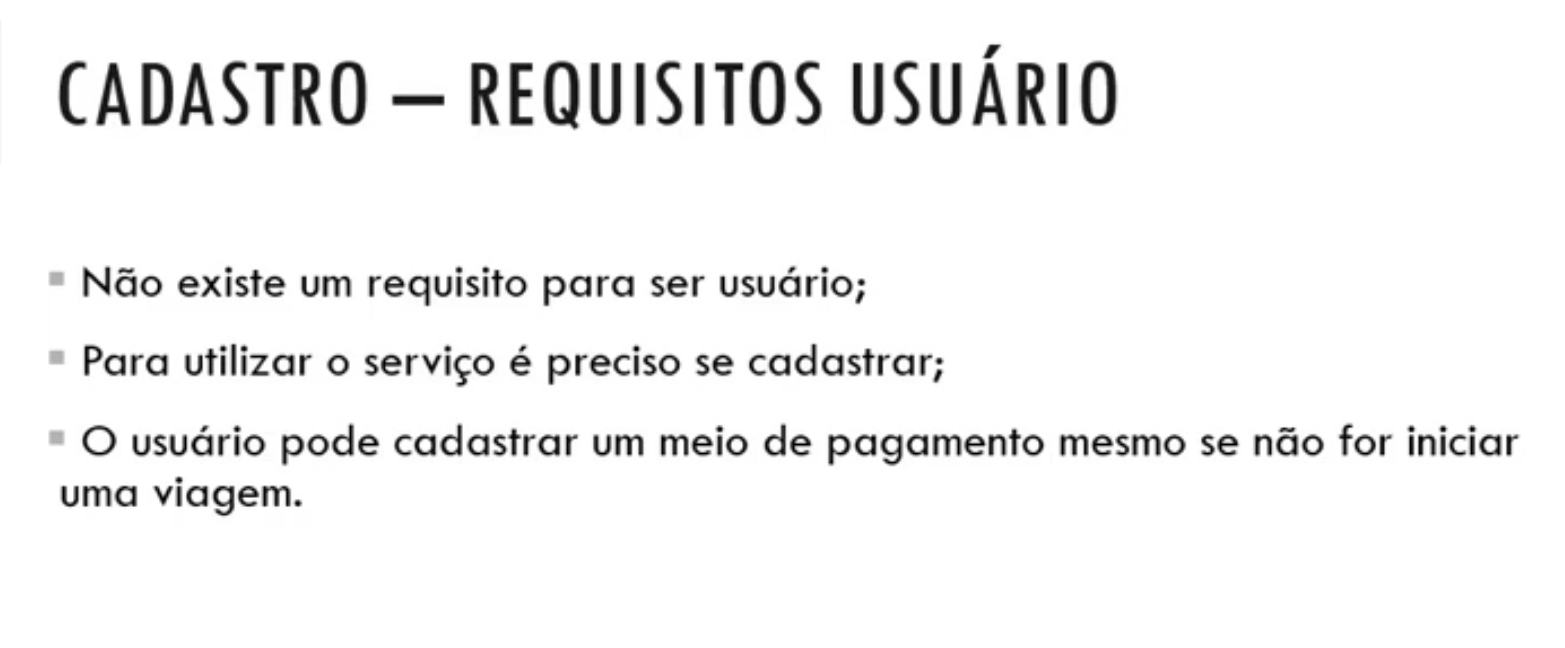 CADASTRO – REQUISITOS USUÁRIO
▪ Não existe um requisito para ser usuário;
▪ Para utilizar o serviço é preciso se cadastrar;
▪ O usuário pode cadastrar um meio de pagamento mesmo se não for iniciar
uma viagem.